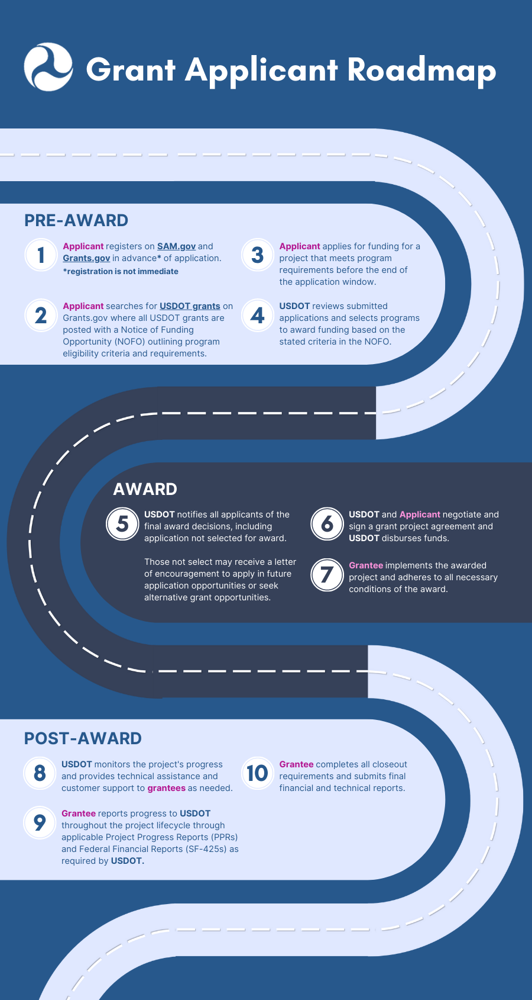 Grant Applicant Roadmap
PRE-AWARD
1
Applicant registers on SAM.gov and
Grants.gov in advance* of application.
*registration is not immediate
2
Applicant searches for USDOT grants on
Grants.gov where all USDOT grants are
posted with a Notice of Funding
Opportunity (NOFO) outlining program
eligibility criteria and requirements.
3
Applicant applies for funding for a
project that meets program
requirements before the end of
the application window.
4
USDOT reviews submitted
applications and selects programs
to award funding based on the
stated criteria in the NOFO.
AWARD
5
USDOT notifies all applicants of the
final award decisions, including
application not selected for award.
Those not select may receive a letter
of encouragement to apply in future
application opportunities or seek
alternative grant opportunities.
6
USDOT and Applicant negotiate and
sign a grant project agreement and
USDOT disburses funds.
7
Grantee implements the awarded
project and adheres to all necessary
conditions of the award.
POST-AWARD
8
USDOT monitors the project's progress
and provides technical assistance and
customer support to grantees as needed.
9
Grantee reports progress to USDOT
throughout the project lifecycle through
applicable Project Progress Reports (PPRs)
and Federal Financial Reports (SF-425s) as
required by USDOT.
10
Grantee completes all closeout
requirements and submits final
financial and technical reports.